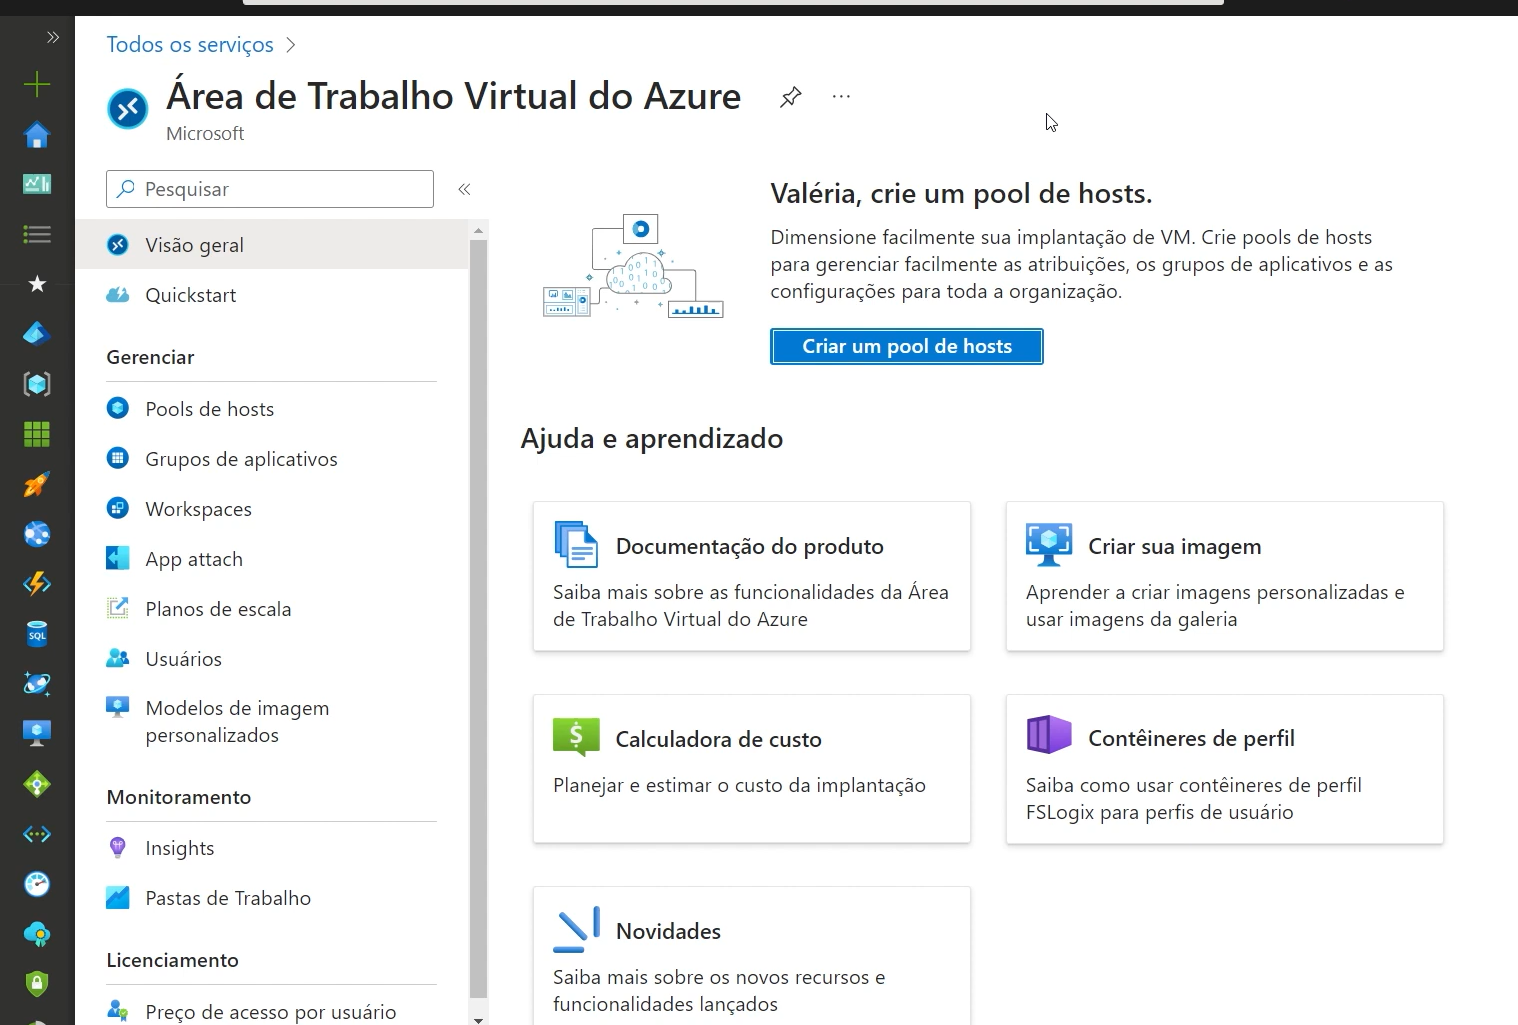 Todos os serviços
Área de Trabalho Virtual do Azure
Microsoft
Pesquisar
Visão geral
Quickstart
Gerenciar
Pools de hosts
Grupos de aplicativos
Workspaces
App attach
Planos de escala
Usuários
Modelos de imagem
personalizados
Monitoramento
Insights
Pastas de Trabalho
Licenciamento
Preço de acesso por usuário
SQL
Valéria, crie um pool de hosts.
Dimensione facilmente sua implantação de VM. Crie pools de hosts
para gerenciar facilmente as atribuições, os grupos de aplicativos e as
configurações para toda a organização.
Criar um pool de hosts
Ajuda e aprendizado
Documentação do produto
Saiba mais sobre as funcionalidades da Área
de Trabalho Virtual do Azure
Criar sua imagem
Aprender a criar imagens personalizadas e
usar imagens da galeria
Calculadora de custo
Planejar e estimar o custo da implantação
Contêineres de perfil
Saiba como usar contêineres de perfil
FSLogix para perfis de usuário
Novidades
Saiba mais sobre os novos recursos e
funcionalidades lançados